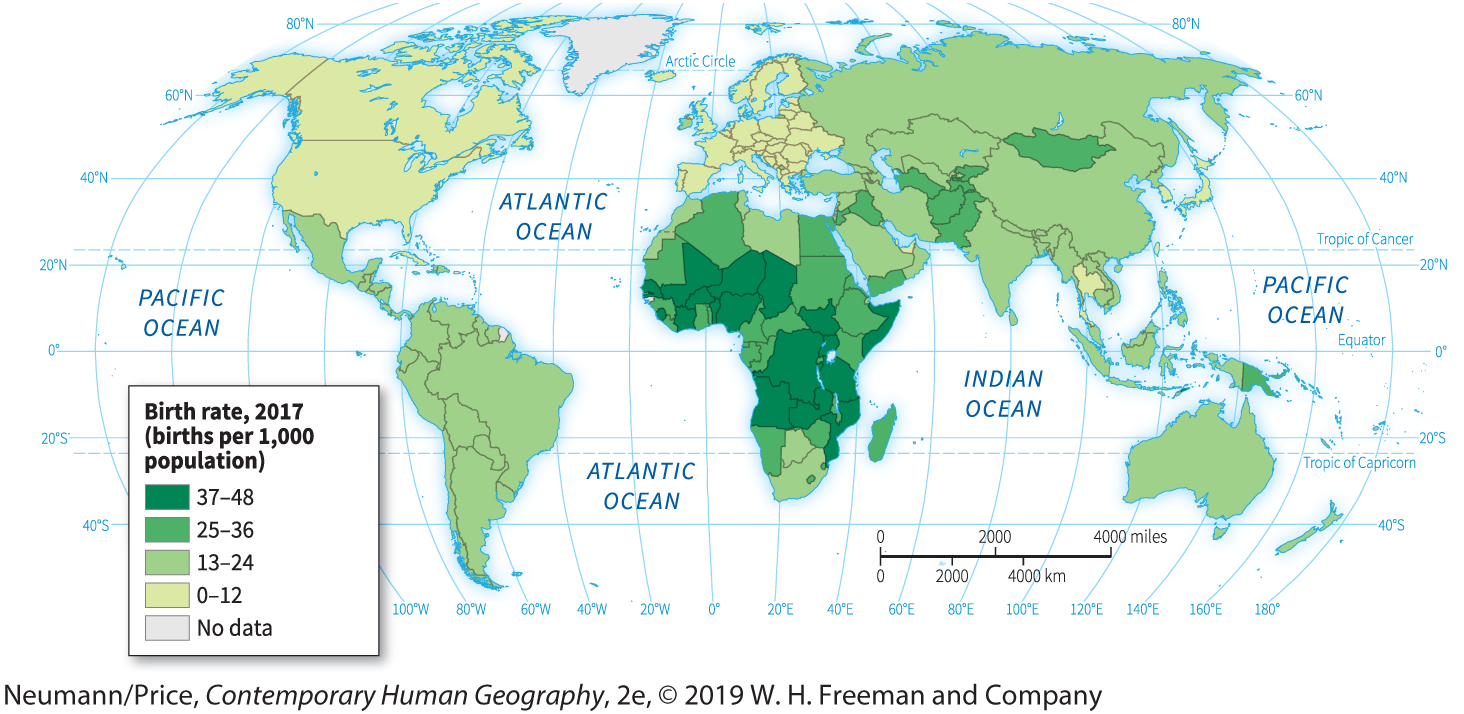 80°N
80°N
Arctic Circle
60°N
60°N
40°N
40°N
ATLANTIC
OCEAN
Tropic of Cancer
20°N
20°N
PACIFIC
OCEAN
PACIFIC
OCEAN
Equator
0°
0°
INDIAN
OCEAN
20°S
20°S
Tropic of Capricorn
ATLANTIC
OCEAN
40°S
40°S
Birth rate, 2017
(births per 1,000
population)
37–48
25–36
13–24
0–12
No data
0 2000 4000 miles
0 2000 4000 km
100°W 80°W 60°W 40°W 20°W 0° 20°E 40°E 60°E 80°E 100°E 120°E 140°E 160°E 180°
Neumann/Price, Contemporary Human Geography, 2e, © 2019 W. H. Freeman and Company